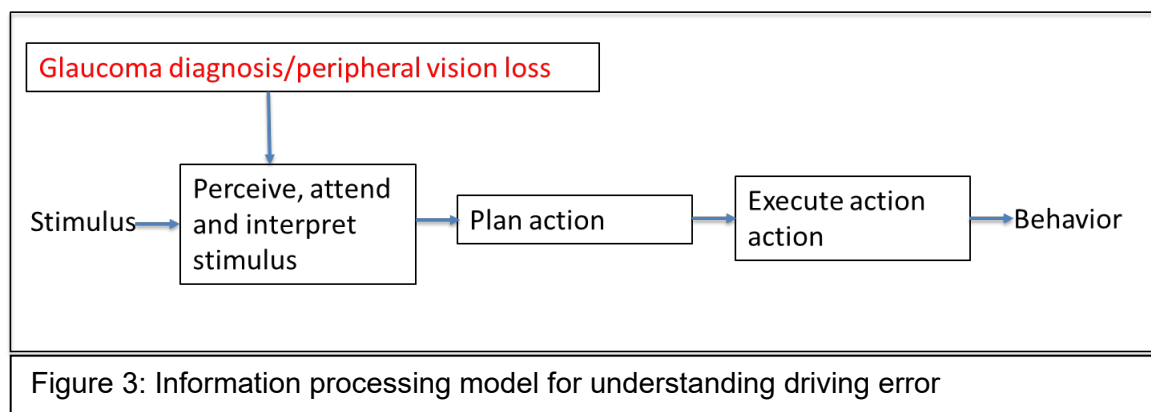 Glaucoma diagnosis/peripheral vision loss
Stimulus
Perceive, attend
and interpret
stimulus
Plan action
Execute action
action
Behavior
Figure 3: Information processing model for understanding driving error